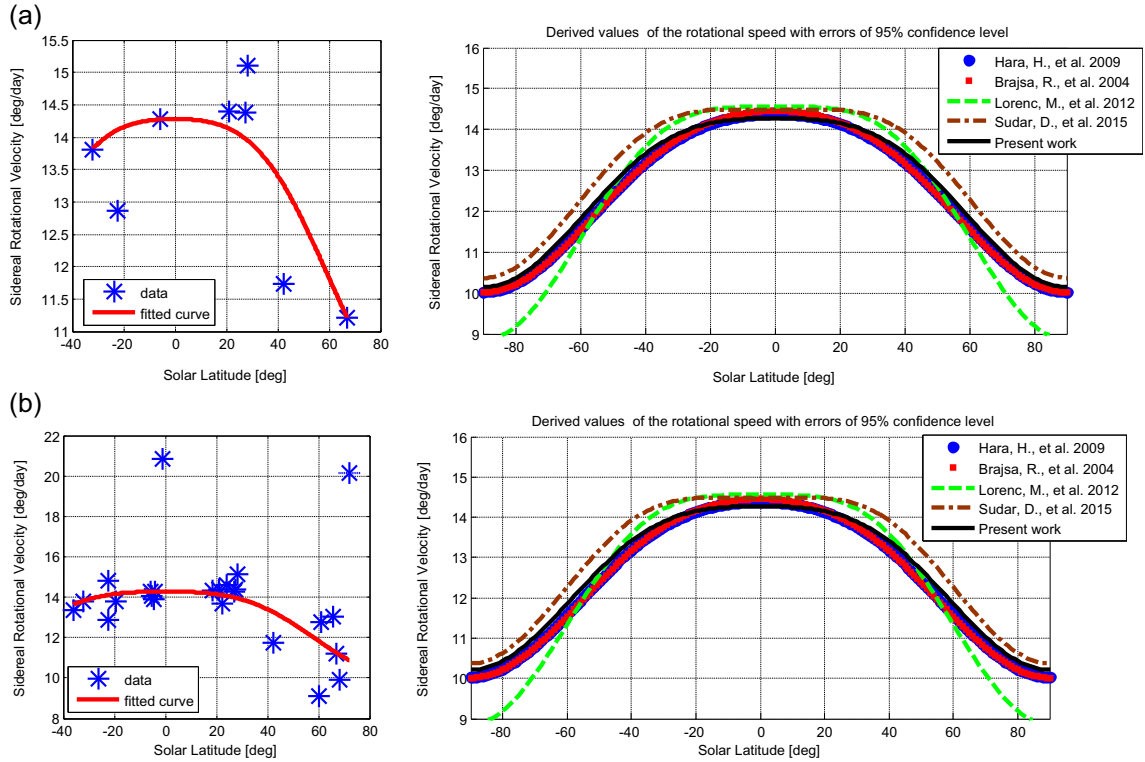 (a)
15.5
15
14.5
14
13.5
13
12.5
12
11.5
11
-40 -20 0 20 40 60 80
Sidereal Rotational Velocity [deg/day]
Solar Latitude [deg]
data
fitted curve
Derived values of the rotational speed with errors of 95% confidence level
16
15
14
13
12
11
10
9
-80 -60 -40 -20 0 20 40 60 80
Sidereal Rotational Velocity [deg/day]
Solar Latitude [deg]
Hara, H., et al. 2009
Brajsa, R., et al. 2004
Lorenc, M., et al. 2012
Sudar, D., et al. 2015
Present work
(b)
22
20
18
16
14
12
10
8
-40 -20 0 20 40 60 80
Sidereal Rotational Velocity [deg/day]
Solar Latitude [deg]
data
fitted curve
Derived values of the rotational speed with errors of 95% confidence level
16
15
14
13
12
11
10
9
-80 -60 -40 -20 0 20 40 60 80
Sidereal Rotational Velocity [deg/day]
Solar Latitude [deg]
Hara, H., et al. 2009
Brajsa, R., et al. 2004
Lorenc, M., et al. 2012
Sudar, D., et al. 2015
Present work